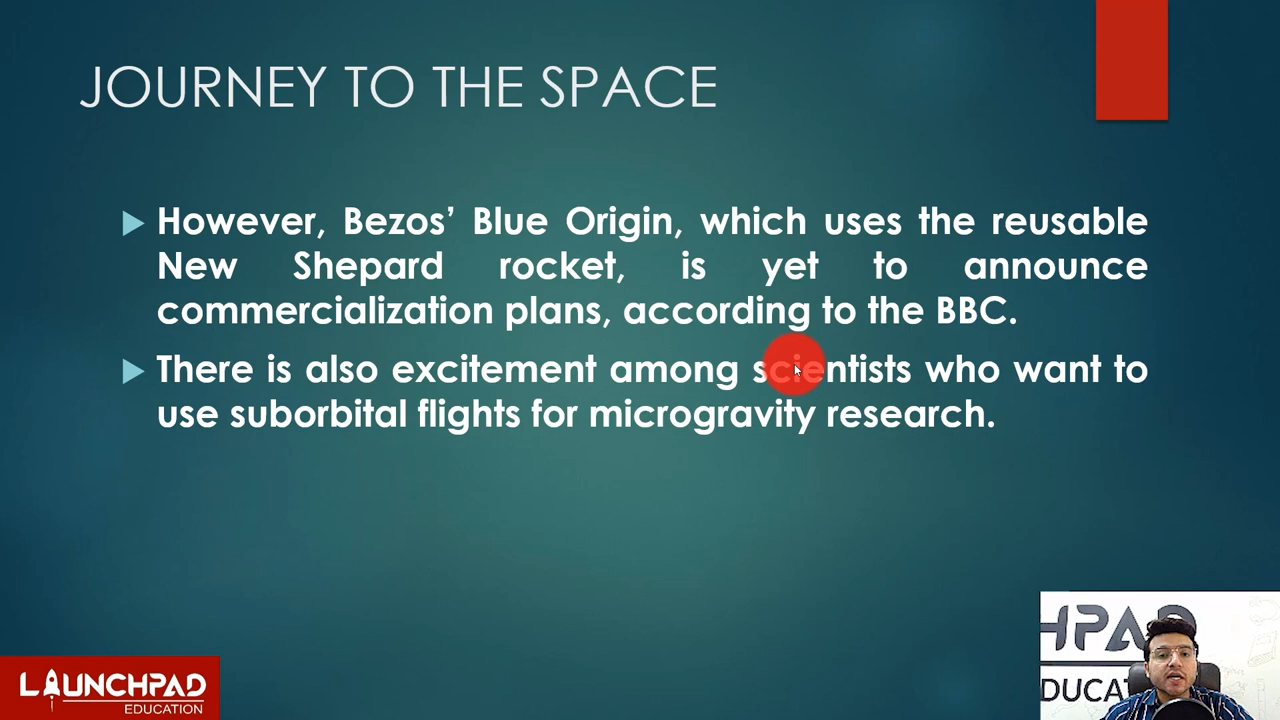 JOURNEY TO THE SPACE
However, Bezos’ Blue Origin, which uses the reusable
New Shepard rocket, is yet to announce
commercialization plans, according to the BBC.
There is also excitement among scientists who want to
use suborbital flights for microgravity research.
LAUNCHPAD
EDUCATION
HPAD
EDUCAT